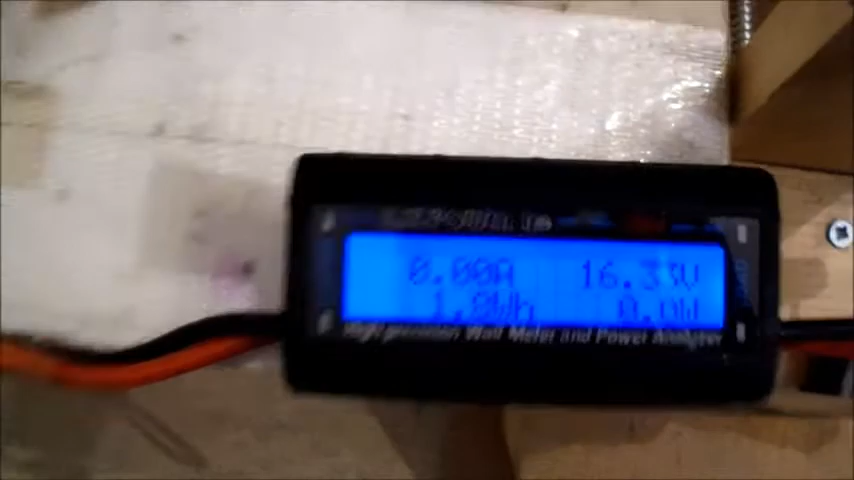 0.00A 16.33V
1.8Wh 0.0W
High precision Watt Meter and Power Analyzer